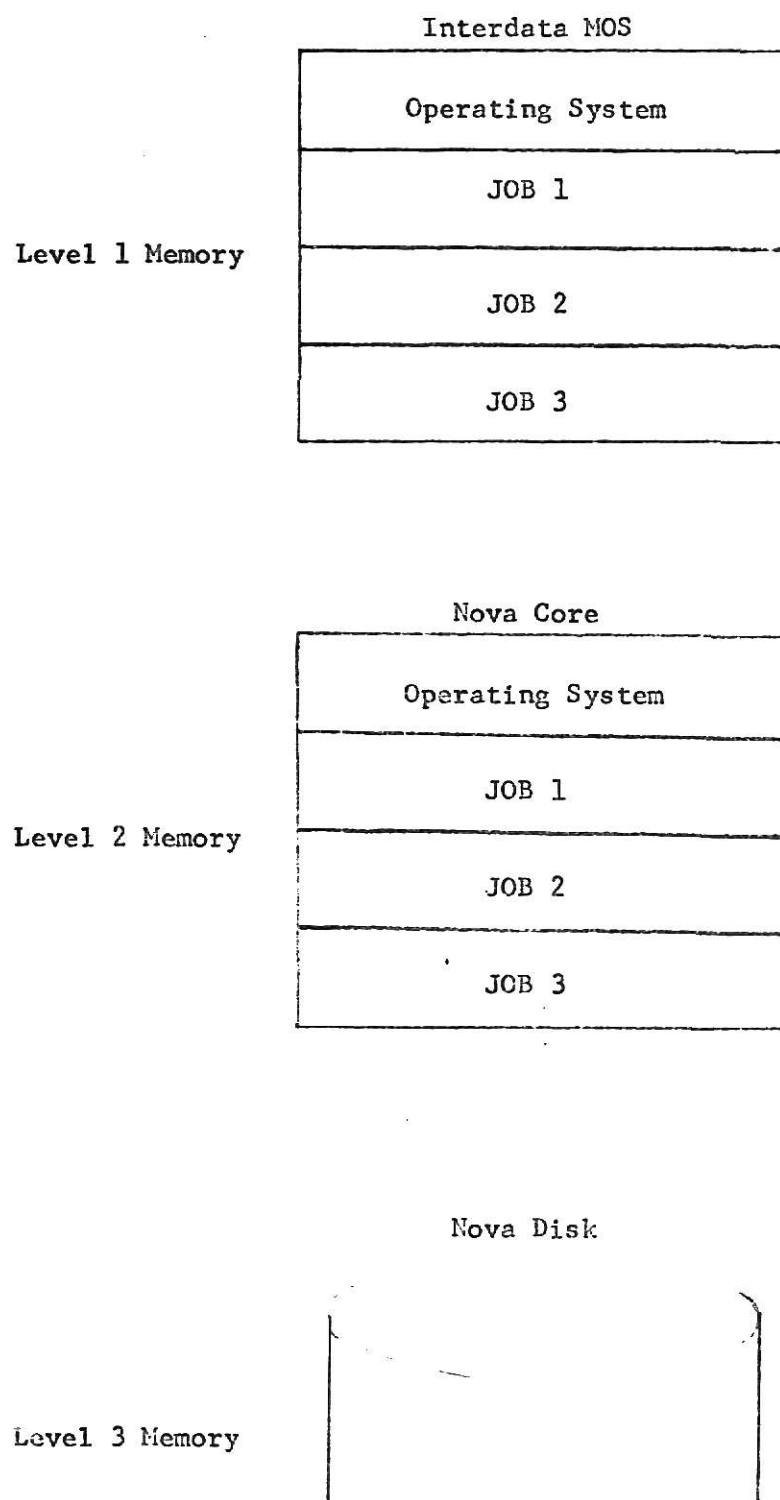 Interdata MOS
Operating System
JOB 1
Level 1 Memory
JOB 2
JOB 3
Nova Core
Operating System
JOB 1
Level 2 Memory
JOB 2
JOB 3
Nova Disk
Level 3 Memory